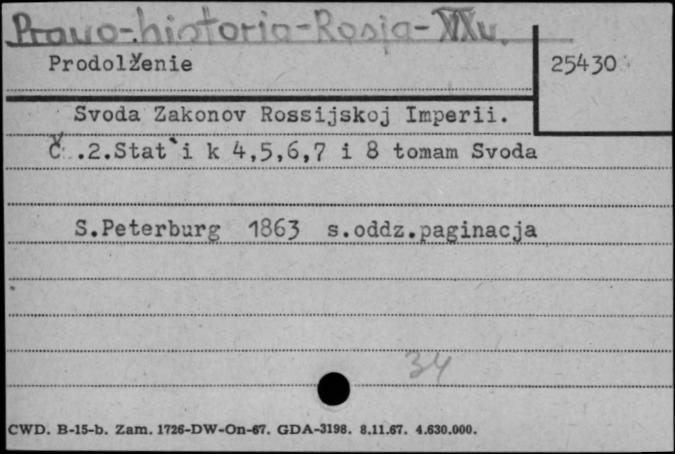 Prawo-historia-Rosja-XIXw.
Prodolženie
25430
Svoda Zakonov Rossijskoj Imperii.
Č.2.Stat`i k 4,5,6,7 i 8 tomam Svoda
S.Peterburg 1863 s.oddz.paginacja
34
CWD. B-15-b. Zam. 1726-DW-On-67. GDA-3198. 8.11.67. 4.630.000.